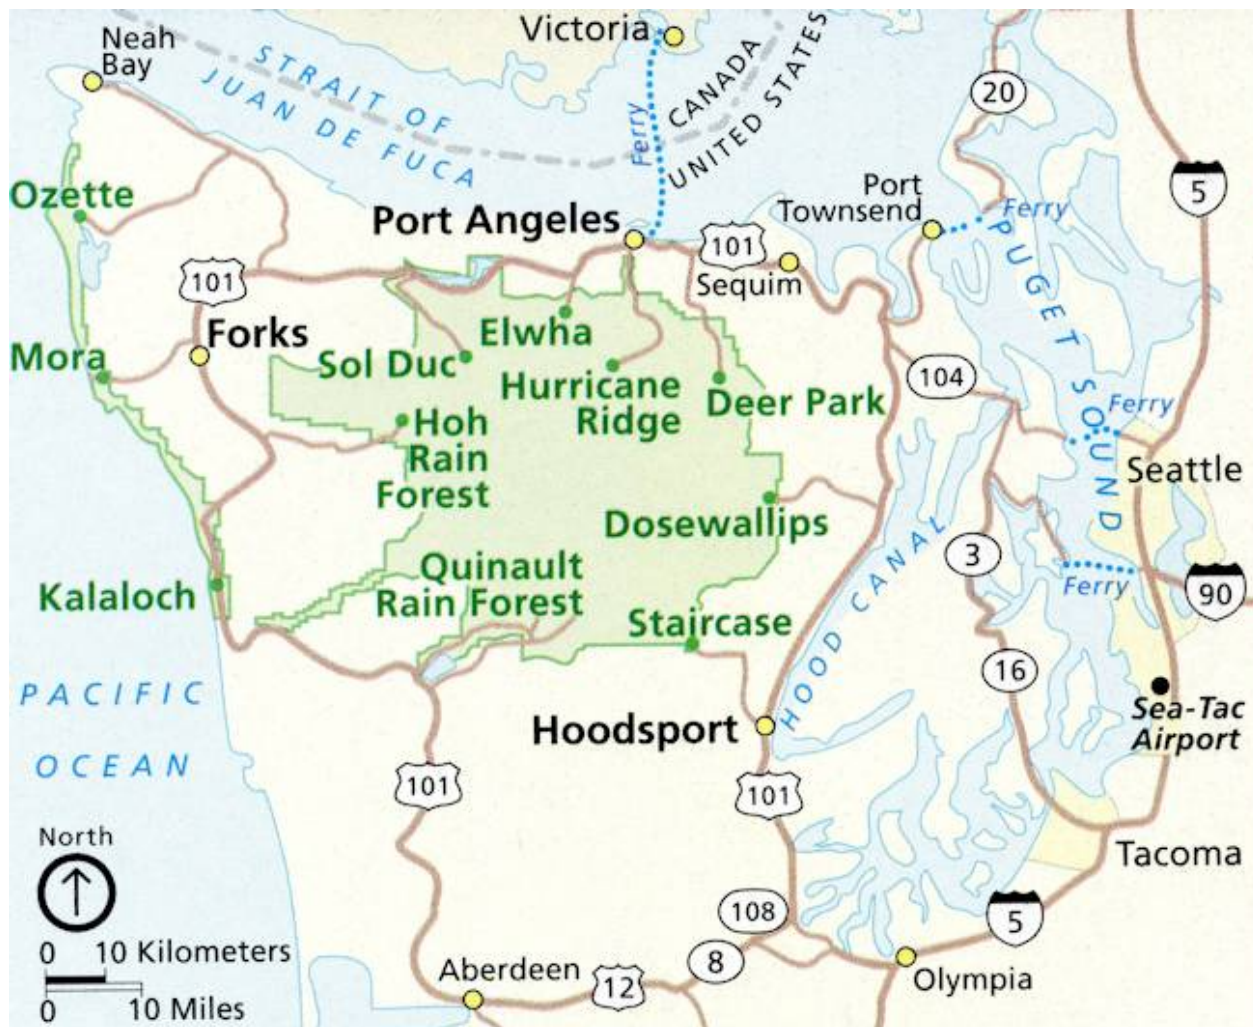 Neah
Bay
Victoria
STRAIT OF
JUAN DE FUCA
Ferry
CANADA
UNITED STATES
20
5
Ozette
Port Angeles
Port
Townsend
Ferry
101
101
Sequim
PUGET SOUND
Forks
Elwha
Mora
Sol Duc
Hurricane
Ridge
Deer Park
104
Ferry
Hoh
Rain
Forest
Seattle
Dosewallips
HOOD CANAL
3
Ferry
90
Kalaloch
Quinault
Rain Forest
Staircase
16
PACIFIC
OCEAN
Hoodsport
Sea-Tac
Airport
101
101
North
Tacoma
108
5
0 10 Kilometers
0 10 Miles
8
Aberdeen
12
Olympia